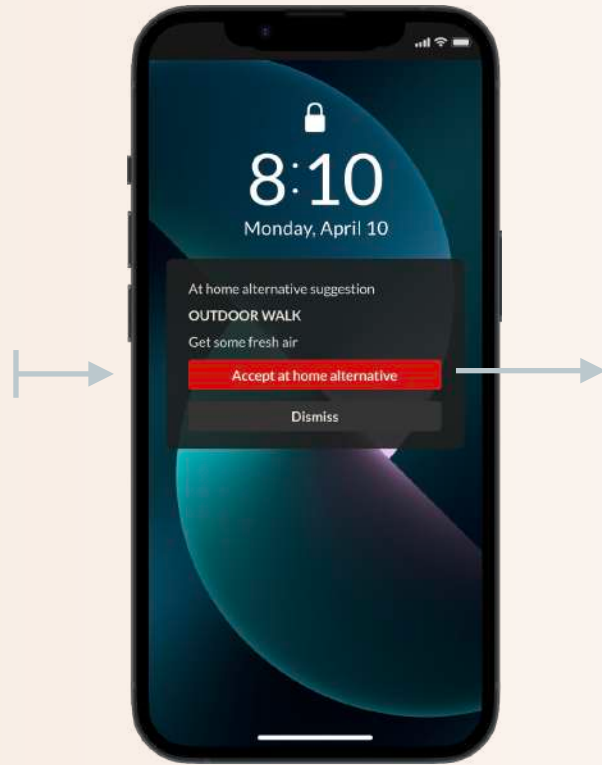 8:10
Monday, April 10
At home alternative suggestion
OUTDOOR WALK
Get some fresh air
Accept at home alternative
Dismiss